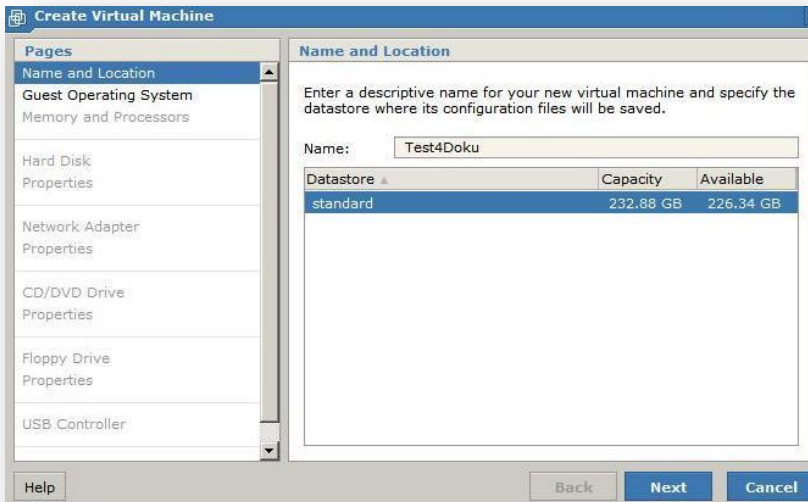 Create Virtual Machine
Pages
Name and Location
Guest Operating System
Memory and Processors
Hard Disk
Properties
Network Adapter
Properties
CD/DVD Drive
Properties
Floppy Drive
Properties
USB Controller
Name and Location
Enter a descriptive name for your new virtual machine and specify the
datastore where its configuration files will be saved.
Name: Test4Doku
Datastore Capacity Available
standard 232.88 GB 226.34 GB
Help Back Next Cancel